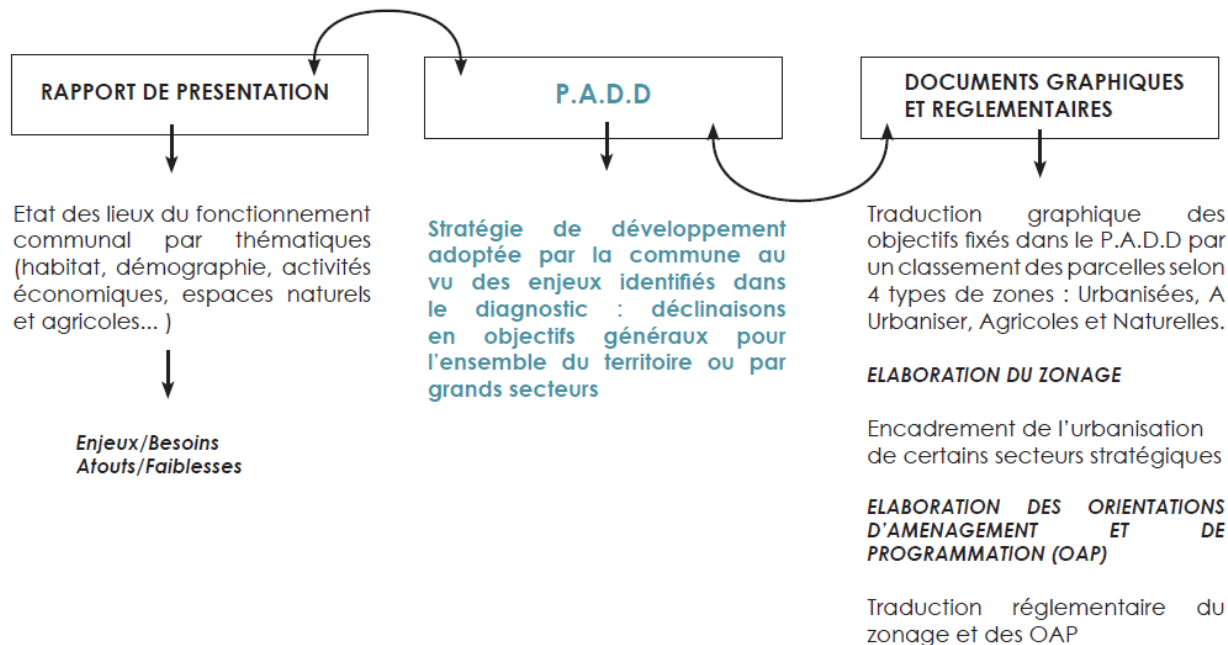 RAPPORT DE PRESENTATION
Etat des lieux du fonctionnement
communal par thématiques
(habitat, démographie, activités
économiques, espaces naturels
et agricoles... )
Enjeux/Besoins
Atouts/Faiblesses
P.A.D.D
Stratégie de développement
adoptée par la commune au
vu des enjeux identifiés dans
le diagnostic : déclinaisons
en objectifs généraux pour
l'ensemble du territoire ou par
grands secteurs
DOCUMENTS GRAPHIQUES
ET REGLEMENTAIRES
Traduction graphique des
objectifs fixés dans le P.A.D.D par
un classement des parcelles selon
4 types de zones : Urbanisées, A
Urbaniser, Agricoles et Naturelles.
ELABORATION DU ZONAGE
Encadrement de l'urbanisation
de certains secteurs stratégiques
ELABORATION DES ORIENTATIONS
D'AMENAGEMENT ET DE
PROGRAMMATION (OAP)
Traduction réglementaire du
zonage et des OAP